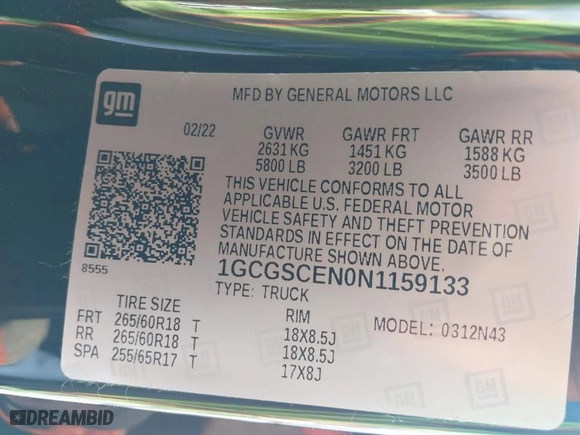 gm
MFD BY GENERAL MOTORS LLC
02/22 GVWR GAWR FRT GAWR RR
2631 KG 1451 KG 1588 KG
5800 LB 3200 LB 3500 LB
THIS VEHICLE CONFORMS TO ALL
APPLICABLE U.S. FEDERAL MOTOR
VEHICLE SAFETY AND THEFT PREVENTION
STANDARDS IN EFFECT ON THE DATE OF
MANUFACTURE SHOWN ABOVE.
8555
1GCGSCEN0N1159133
TYPE: TRUCK
TIRE SIZE RIM MODEL: 0312N43
FRT 265/60R18 T 18X8.5J
RR 265/60R18 T 18X8.5J
SPA 255/65R17 T 17X8J
GM
DREAMBID